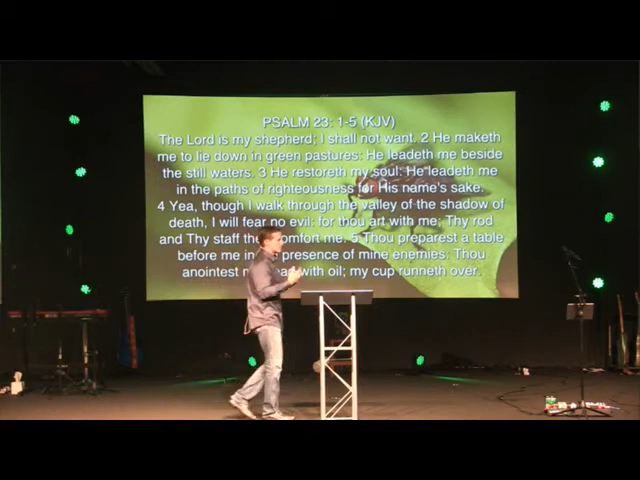 PSALM 23: 1-5 (KJV)
The Lord is my shepherd; I shall not want. 2 He maketh
me to lie down in green pastures: He leadeth me beside
the still waters. 3 He restoreth my soul: He leadeth me
in the paths of righteousness for His name's sake.
4 Yea, though I walk through the valley of the shadow of
death, I will fear no evil: for thou art with me; Thy rod
and Thy staff they comfort me. 5 Thou preparest a table
before me in presence of mine enemies: Thou
anointest with oil; my cup runneth over.